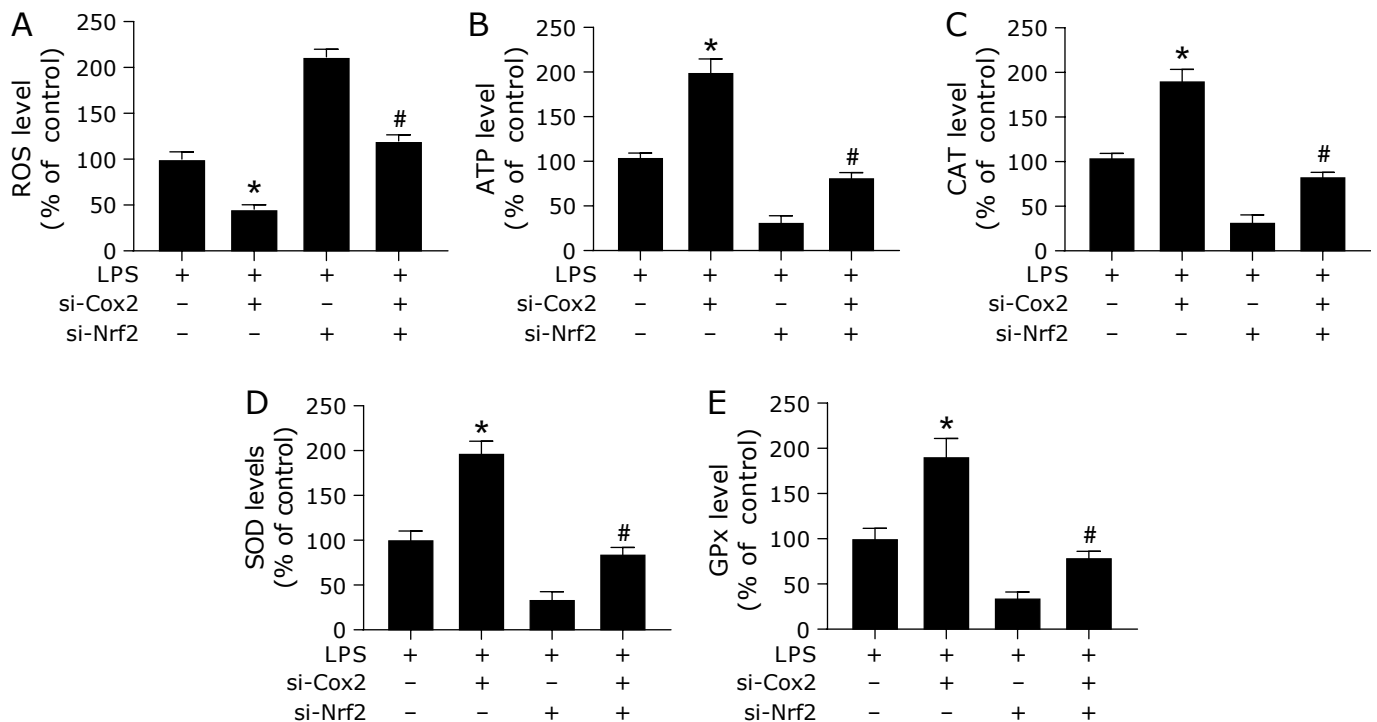 A
ROS level
(% of control)
250
200
150
100
50
0
*
#
LPS + + + +
si-Cox2 – + – +
si-Nrf2 – – + +
B
ATP level
(% of control)
250
200
150
100
50
0
*
#
LPS + + + +
si-Cox2 – + – +
si-Nrf2 – – + +
C
CAT level
(% of control)
250
200
150
100
50
0
*
#
LPS + + + +
si-Cox2 – + – +
si-Nrf2 – – + +
D
SOD levels
(% of control)
250
200
150
100
50
0
*
#
LPS + + + +
si-Cox2 – + – +
si-Nrf2 – – + +
E
GPx level
(% of control)
250
200
150
100
50
0
*
#
LPS + + + +
si-Cox2 – + – +
si-Nrf2 – – + +